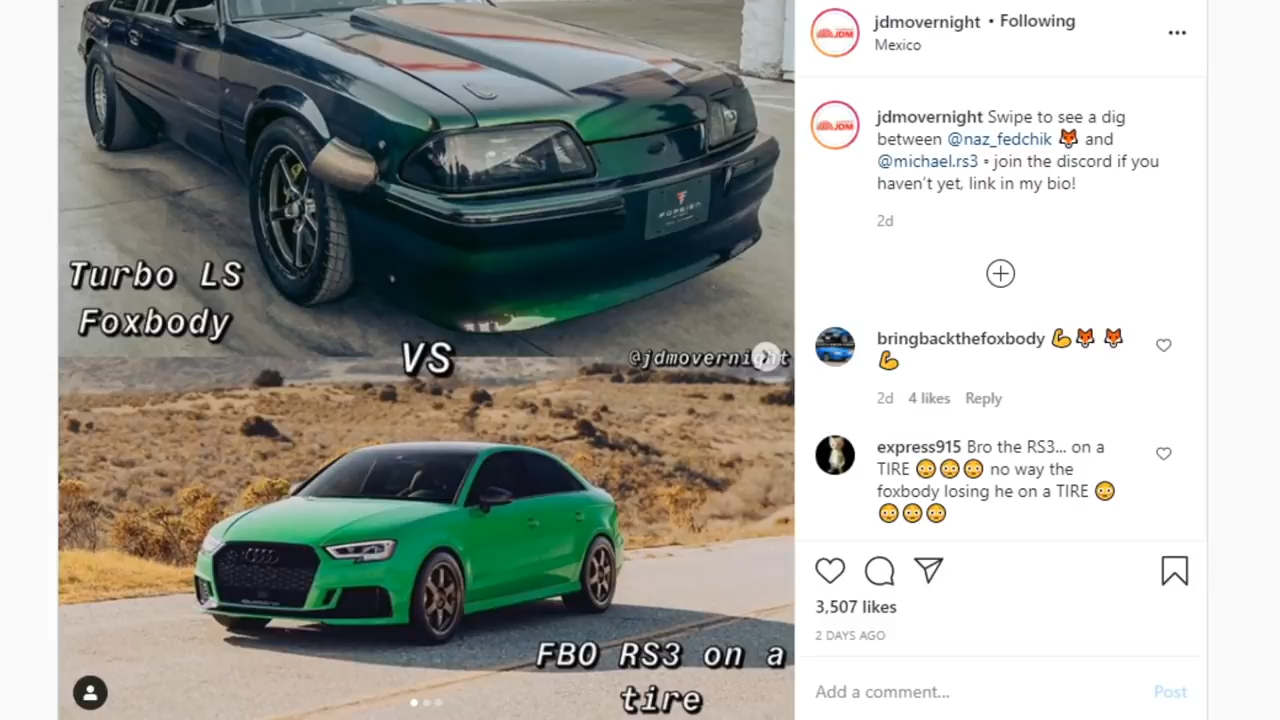 jdmovernight • Following
Mexico
jdmovernight Swipe to see a dig
between @naz_fedchik 🦊 and
@michael.rs3 • join the discord if you
haven't yet, link in my bio!
2d
bringbackthefoxbody 💪🦊 🦊
💪
2d 4 likes Reply
express915 Bro the RS3... on a
TIRE 😳😳😳 no way the
foxbody losing he on a TIRE 😳
😳😳😳
3,507 likes
2 DAYS AGO
Add a comment... Post
Turbo LS
Foxbody
VS
@jdmovernight
FBO RS3 on a
tire
JDM
JDM